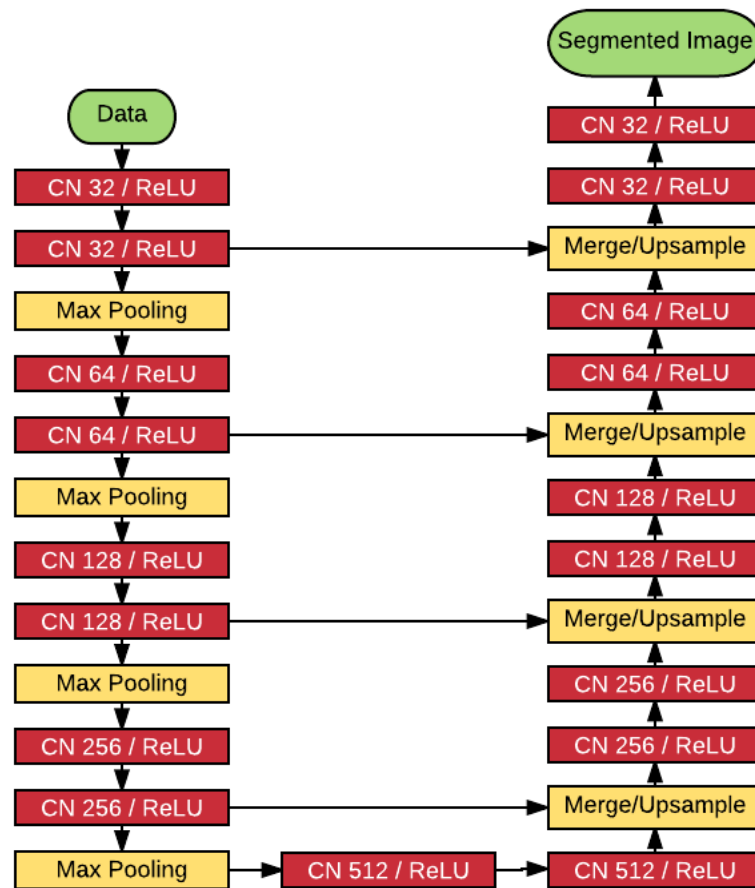 Data
CN 32 / ReLU
CN 32 / ReLU
Max Pooling
CN 64 / ReLU
CN 64 / ReLU
Max Pooling
CN 128 / ReLU
CN 128 / ReLU
Max Pooling
CN 256 / ReLU
CN 256 / ReLU
Max Pooling
CN 512 / ReLU
Segmented Image
CN 32 / ReLU
CN 32 / ReLU
Merge/Upsample
CN 64 / ReLU
CN 64 / ReLU
Merge/Upsample
CN 128 / ReLU
CN 128 / ReLU
Merge/Upsample
CN 256 / ReLU
CN 256 / ReLU
Merge/Upsample
CN 512 / ReLU